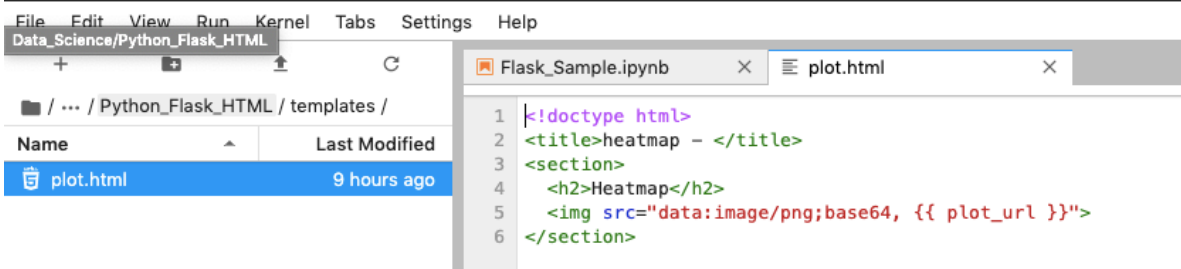 File Edit View Run Kernel Tabs Settings Help
Data_Science/Python_Flask_HTML
/ ··· / Python_Flask_HTML / templates /
Name Last Modified
plot.html 9 hours ago
Flask_Sample.ipynb plot.html
1 <!doctype html>
2 <title>heatmap – </title>
3 <section>
4 <h2>Heatmap</h2>
5 <img src="data:image/png;base64, {{ plot_url }}">
6 </section>